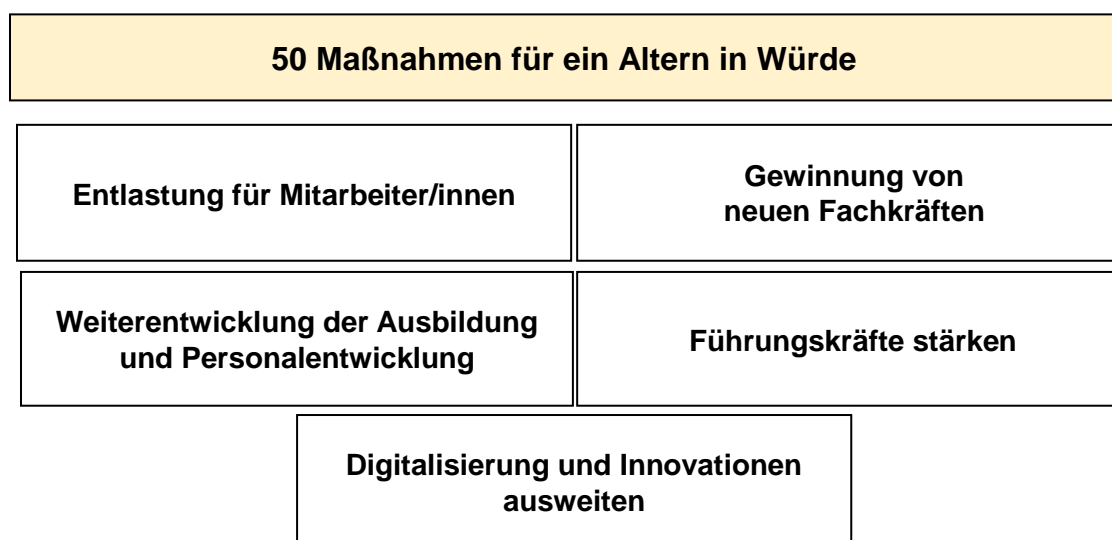 50 Maßnahmen für ein Altern in Würde
Entlastung für Mitarbeiter/innen
Gewinnung von
neuen Fachkräften
Weiterentwicklung der Ausbildung
und Personalentwicklung
Führungskräfte stärken
Digitalisierung und Innovationen
ausweiten